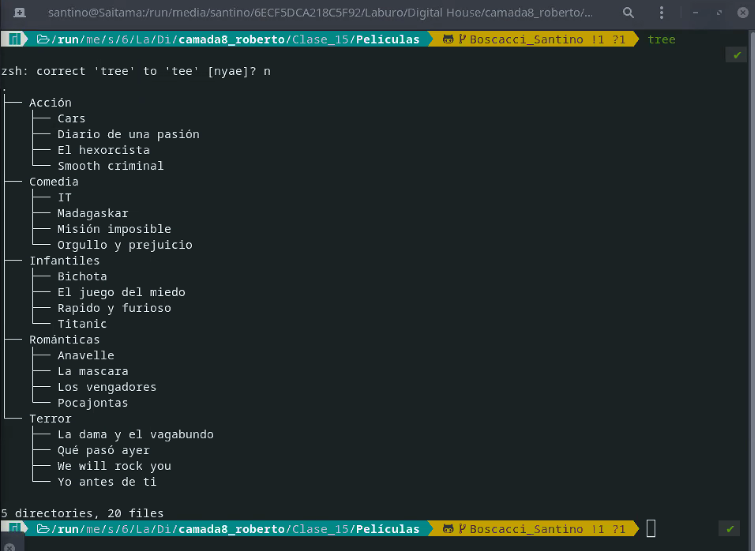 santino@Saitama:/run/media/santino/6ECF5DCA218C5F92/Laburo/Digital House/camada8_roberto/...
/run/me/s/6/La/Di/camada8_roberto/Clase_15/Peliculas Boscacci_Santino !1 ?1 tree
zsh: correct 'tree' to 'tee' [nyae]? n
.
├── Acción
│   ├── Cars
│   ├── Diario de una pasión
│   ├── El hexorcista
│   └── Smooth criminal
├── Comedia
│   ├── IT
│   ├── Madagaskar
│   ├── Misión imposible
│   └── Orgullo y prejuicio
├── Infantiles
│   ├── Bichota
│   ├── El juego del miedo
│   ├── Rapido y furioso
│   └── Titanic
├── Románticas
│   ├── Anavelle
│   ├── La mascara
│   ├── Los vengadores
│   └── Pocajontas
└── Terror
    ├── La dama y el vagabundo
    ├── Qué pasó ayer
    ├── We will rock you
    └── Yo antes de ti
5 directories, 20 files
/run/me/s/6/La/Di/camada8_roberto/Clase_15/Peliculas Boscacci_Santino !1 ?1